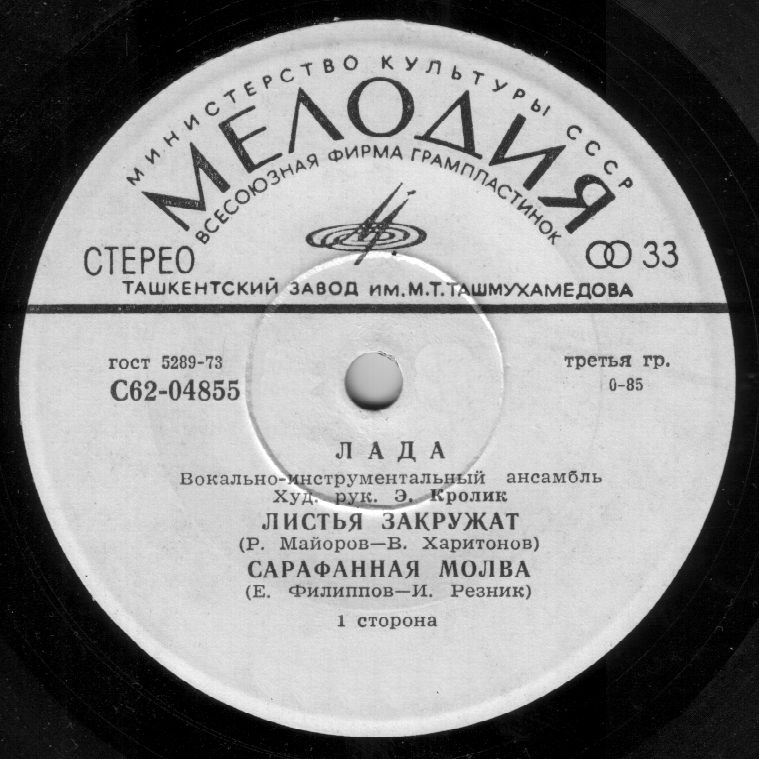 МИНИСТЕРСТВО КУЛЬТУРЫ СССР
МЕЛОДИЯ
ВСЕСОЮЗНАЯ ФИРМА ГРАМПЛАСТИНОК
СТЕРЕО
33
ТАШКЕНТСКИЙ ЗАВОД ИМ. М.Т. ТАШМУХАМЕДОВА
гост 5289-73
третья гр.
С62-04855
0-85
ЛАДА
Вокально-инструментальный ансамбль
Худ. рук. Э. Кролик
ЛИСТЬЯ ЗАКРУЖАТ
(Р. Майоров—В. Харитонов)
САРАФАННАЯ МОЛВА
(Е. Филиппов—И. Резник)
1 сторона